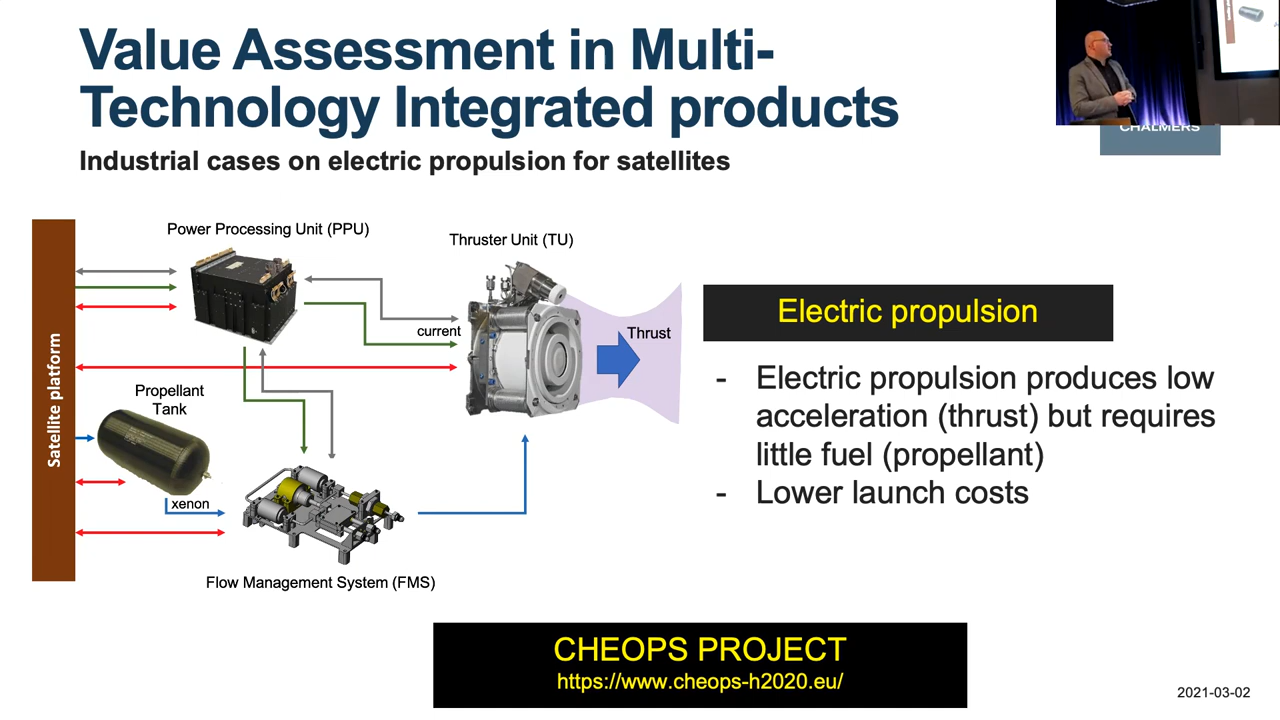 Value Assessment in Multi-
Technology Integrated products
CHALMERS
Industrial cases on electric propulsion for satellites
Power Processing Unit (PPU)
Thruster Unit (TU)
current
Thrust
Satellite platform
Propellant
Tank
xenon
Flow Management System (FMS)
Electric propulsion
- Electric propulsion produces low
acceleration (thrust) but requires
little fuel (propellant)
- Lower launch costs
CHEOPS PROJECT
https://www.cheops-h2020.eu/
2021-03-02